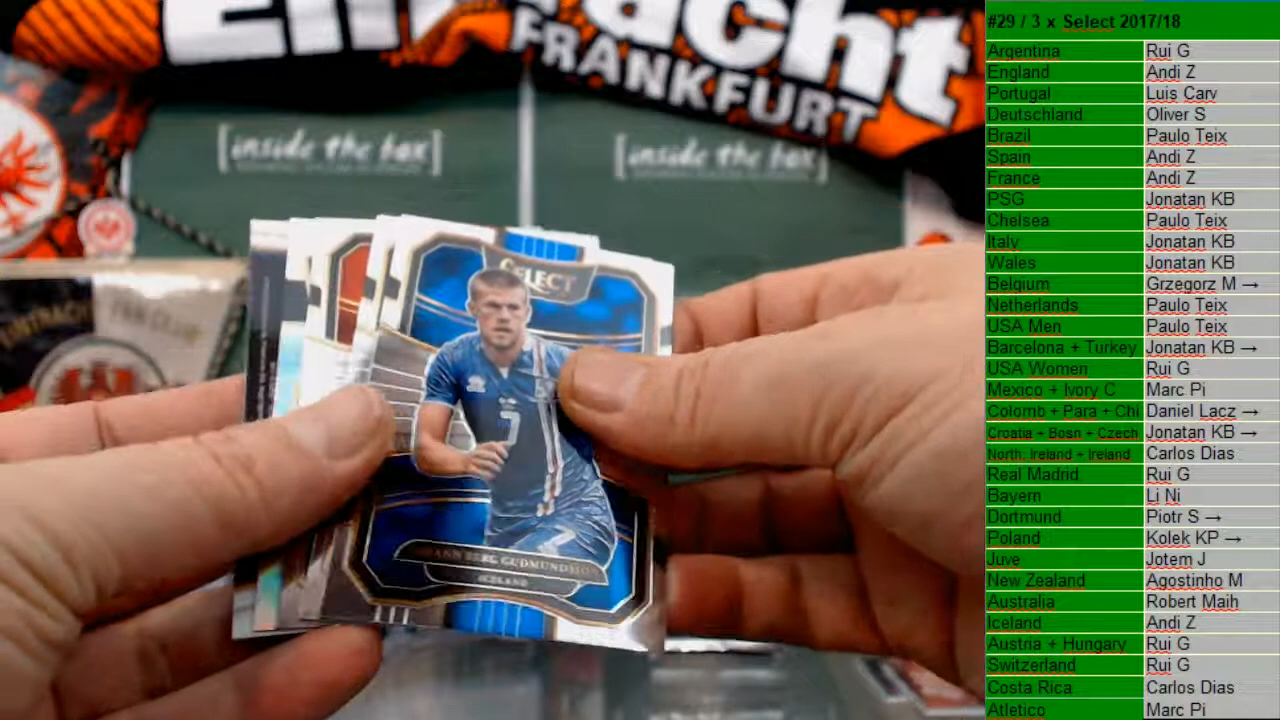 FRANKFURT
[inside the box]
[inside the box]
SELECT
7
GUDMUNDHON
ICELAND
#29 / 3 x Select 2017/18
Argentina Rui G
England Andi Z
Portugal Luis Carv
Deutschland Oliver S
Brazil Paulo Teix
Spain Andi Z
France Andi Z
PSG Jonatan KB
Chelsea Paulo Teix
Italy Jonatan KB
Wales Jonatan KB
Belgium Grzegorz M →
Netherlands Paulo Teix
USA Men Paulo Teix
Barcelona + Turkey Jonatan KB →
USA Women Rui G
Mexico + Ivory C Marc Pi
Colomb + Para + Chi Daniel Lacz →
Croatia + Bosn + Czech Jonatan KB →
North. Ireland + Ireland Carlos Dias
Real Madrid Rui G
Bayern Li Ni
Dortmund Piotr S →
Poland Kolek KP →
Juve Jotem J
New Zealand Agostinho M
Australia Robert Maih
Iceland Andi Z
Austria + Hungary Rui G
Switzerland Rui G
Costa Rica Carlos Dias
Atletico Marc Pi